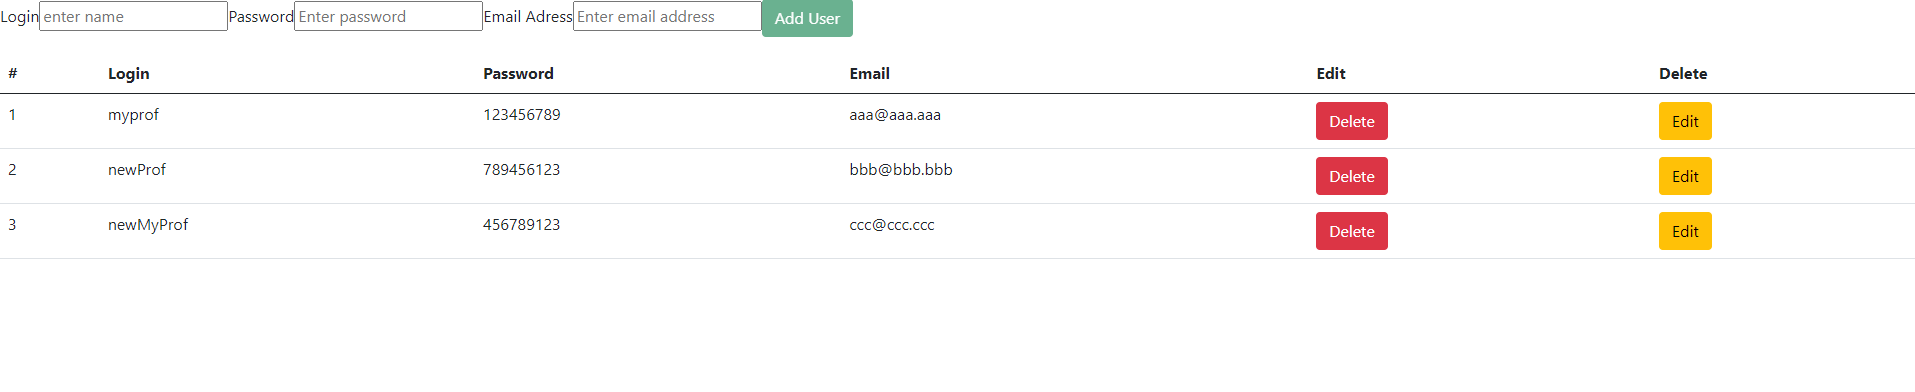 Login enter name Password Enter password Email Adress Enter email address Add User
# Login Password Email Edit Delete
1 myprof 123456789 aaa@aaa.aaa Delete Edit
2 newProf 789456123 bbb@bbb.bbb Delete Edit
3 newMyProf 456789123 ccc@ccc.ccc Delete Edit